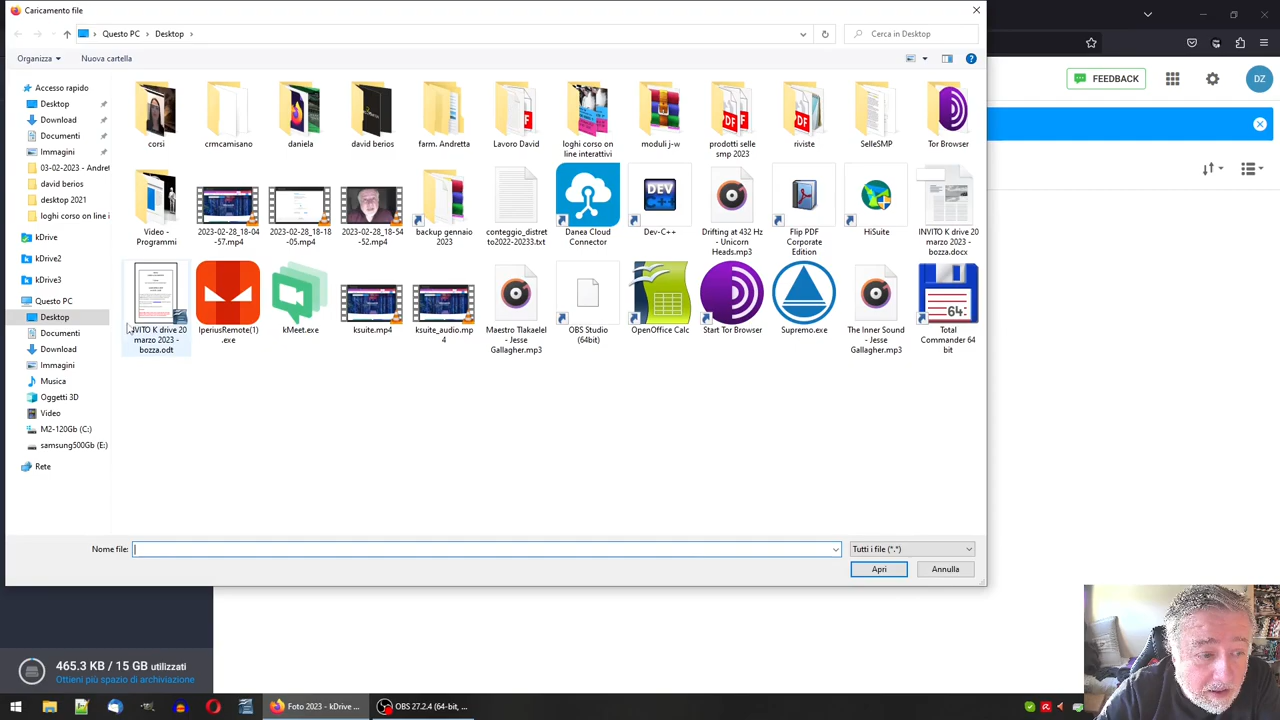 Caricamento file
Questo PC
Desktop
Cerca in Desktop
Organizza
Nuova cartella
FEEDBACK
DZ
Accesso rapido
Desktop
Download
Documenti
Immagini
03-02-2023 - Andret
david berios
desktop 2021
loghi corso on line i
kDrive
kDrive2
kDrive3
Questo PC
Desktop
Documenti
Download
Immagini
Musica
Oggetti 3D
Video
M2-120Gb (C:)
samsung500Gb (E:)
Rete
corsi
crmcamisano
daniela
david berios
farm. Andretta
Lavoro David
loghi corso on
line interattivi
moduli j-w
prodotti selle
smp 2023
riviste
SelleSMP
Tor Browser
Video -
Programmi
2023-02-28_18-04
-57.mp4
2023-02-28_18-18
-05.mp4
2023-02-28_18-54
-52.mp4
backup gennaio
2023
conteggio_distret
to2022-20233.txt
Danea Cloud
Connector
DEV
C++
Dev-C++
Drifting at 432 Hz
- Unicorn
Heads.mp3
Flip PDF
Corporate
Edition
HiSuite
INVITO K drive 20
marzo 2023 -
bozza.docx
INVITO K drive 20
marzo 2023 -
bozza.odt
IperiusRemote(1)
.exe
kMeet.exe
ksuite.mp4
ksuite_audio.mp
4
Maestro Tlakaelel
- Jesse
Gallagher.mp3
OBS Studio
(64bit)
OpenOffice Calc
Start Tor Browser
Supremo.exe
The Inner Sound
- Jesse
Gallagher.mp3
64
Total
Commander 64
bit
Nome file:
Tutti i file (*.*)
Apri
Annulla
465.3 KB / 15 GB utilizzati
Ottieni più spazio di archiviazione
Foto 2023 - kDrive ...
OBS 27.2.4 (64-bit, ...